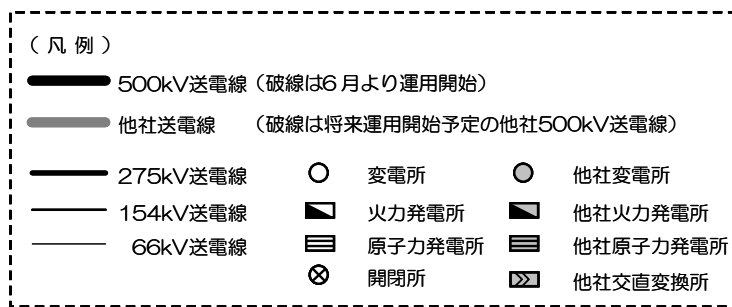 （凡例）
500kV送電線（破線は6月より運用開始）
他社送電線 （破線は将来運用開始予定の他社500kV送電線）
275kV送電線 変電所 他社変電所
154kV送電線 火力発電所 他社火力発電所
66kV送電線 原子力発電所 他社原子力発電所
開閉所 他社交直変換所